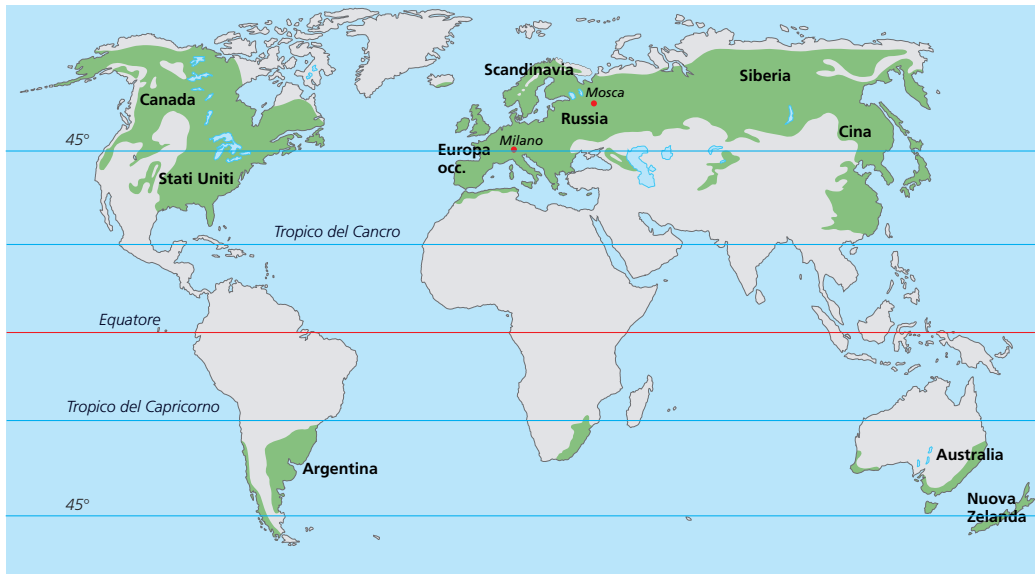 Scandinavia
Siberia
Canada
Mosca
Russia
Cina
45°
Milano
Europa
occ.
Stati Uniti
Tropico del Cancro
Equatore
Tropico del Capricorno
Argentina
Australia
45°
Nuova
Zelanda